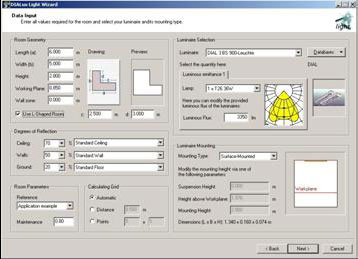 DIALux Light Wizard
Data Input
Enter all values required for the room and select your luminaire and its mounting type.
light
Room Geometry
Length (a): 6.000 m
Width (b): 5.000 m
Height: 2.800 m
Working Plane: 0.850 m
Wall zone: 0.000 m
Drawing
Preview
Use L-Shaped Room
c: 2.500 m d: 3.000 m
Degrees of Reflection
Ceiling: 70 % Standard Ceiling
Walls: 50 % Standard Wall
Ground: 20 % Standard Floor
Room Parameters
Reference
Application example
Maintenance 0.80
Calculating Grid
Automatic
Distance 0.500 m
Points 5 x 5
Luminaire Selection
Luminaire: DIAL 3 BS 900-Leuchte Databases
Select the quantity here: DIAL
Luminous emittance 1
Lamp: 1 x T26 36W
Here you can modify the provided
luminous flux of the luminaires:
Luminous Flux: 3350 lm
Luminaire Mounting
Mounting Type: Surface-Mounted
Modify the mounting height via one of
the following parameters:
Suspension Height 0.000 m
Height above Workplane 1.876 m
Mounting Height 2.800 m
Dimensions (L x B x H): 1.340 x 0.160 x 0.074 m
Workplane
< Back
Next >
Cancel